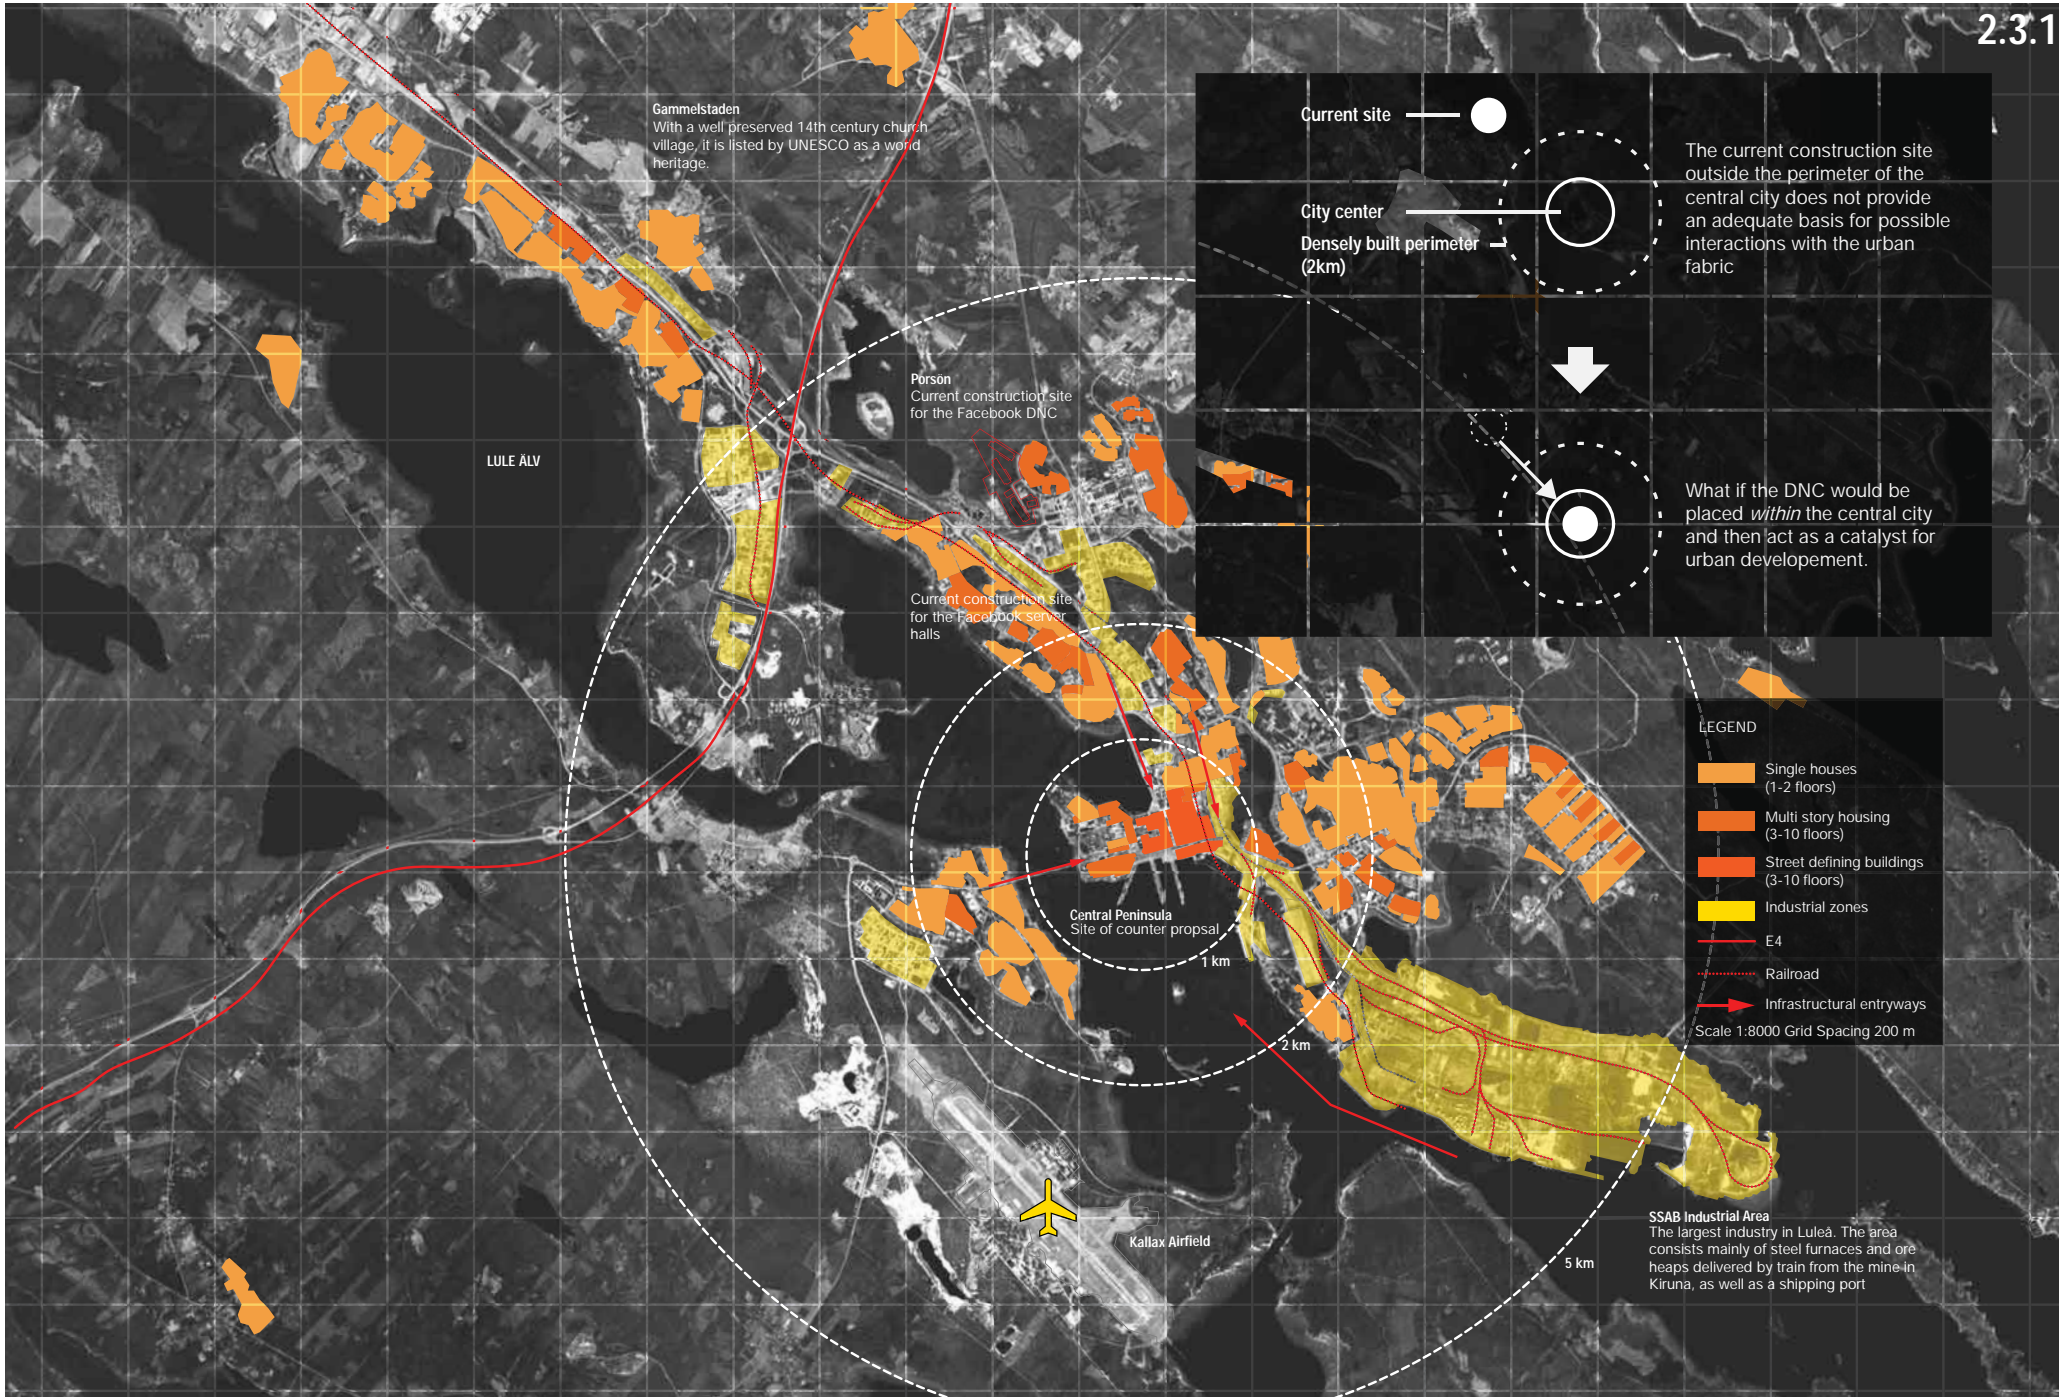 2.3.1
Gammelstaden
With a well preserved 14th century church
village, it is listed by UNESCO as a world
heritage.
Current site
City center
Densely built perimeter
(2km)
The current construction site
outside the perimeter of the
central city does not provide
an adequate basis for possible
interactions with the urban
fabric
Porsön
Current construction site
for the Facebook DNC
LULE ÄLV
What if the DNC would be
placed within the central city
and then act as a catalyst for
urban developement.
Current construction site
for the Facebook server
halls
LEGEND
Single houses
(1-2 floors)
Multi story housing
(3-10 floors)
Street defining buildings
(3-10 floors)
Industrial zones
E4
Railroad
Infrastructural entryways
Scale 1:8000 Grid Spacing 200 m
Central Peninsula
Site of counter propsal
1 km
2 km
Kallax Airfield
5 km
SSAB Industrial Area
The largest industry in Luleå. The area
consists mainly of steel furnaces and ore
heaps delivered by train from the mine in
Kiruna, as well as a shipping port